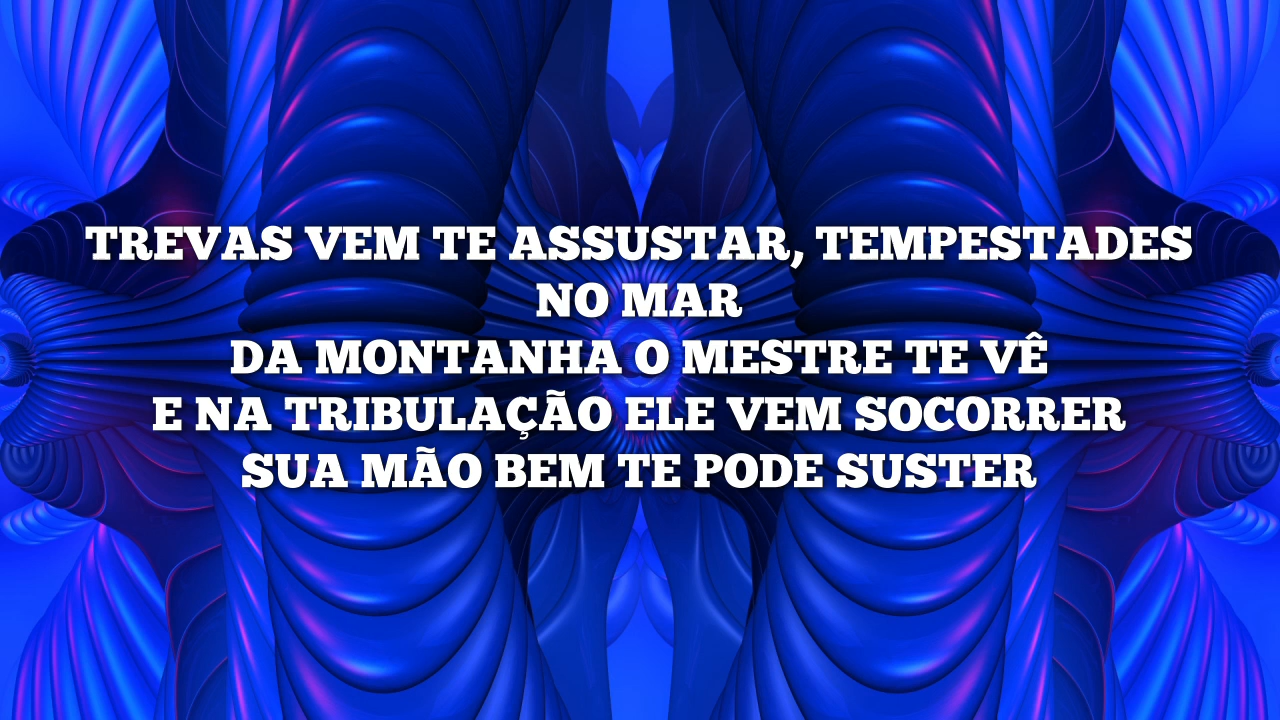 TREVAS VEM TE ASSUSTAR, TEMPESTADES
NO MAR
DA MONTANHA O MESTRE TE VÊ
E NA TRIBULAÇÃO ELE VEM SOCORRER
SUA MÃO BEM TE PODE SUSTER